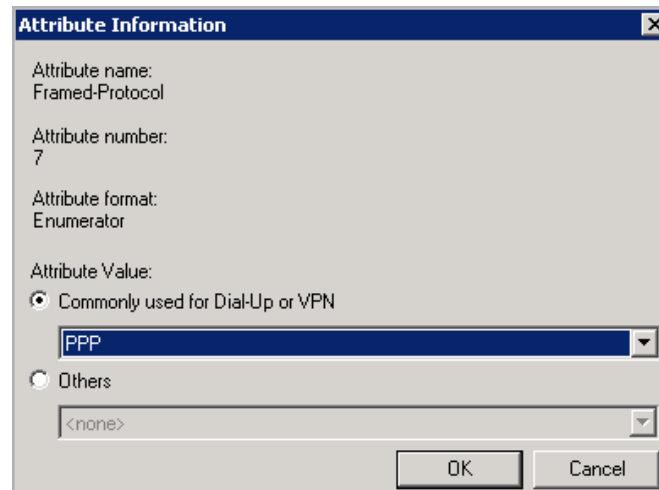 Attribute Information
Attribute name:
Framed-Protocol
Attribute number:
7
Attribute format:
Enumerator
Attribute Value:
Commonly used for Dial-Up or VPN
PPP
Others
<none>
OK Cancel